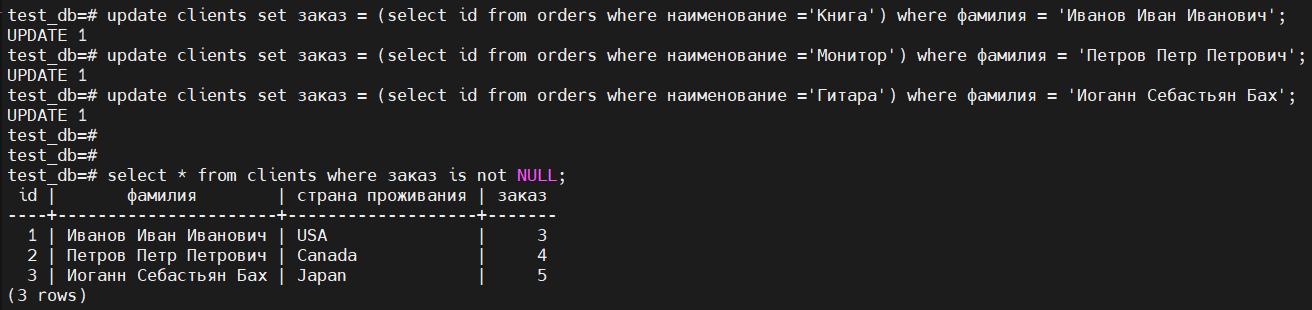 test_db=# update clients set заказ = (select id from orders where наименование ='Книга') where фамилия = 'Иванов Иван Иванович';
UPDATE 1
test_db=# update clients set заказ = (select id from orders where наименование ='Монитор') where фамилия = 'Петров Петр Петрович';
UPDATE 1
test_db=# update clients set заказ = (select id from orders where наименование ='Гитара') where фамилия = 'Иоганн Себастьян Бах';
UPDATE 1
test_db=#
test_db=#
test_db=# select * from clients where заказ is not NULL;
 id |       фамилия        | страна проживания | заказ
----+----------------------+-------------------+-------
  1 | Иванов Иван Иванович | USA               |     3
  2 | Петров Петр Петрович | Canada            |     4
  3 | Иоганн Себастьян Бах | Japan             |     5
(3 rows)